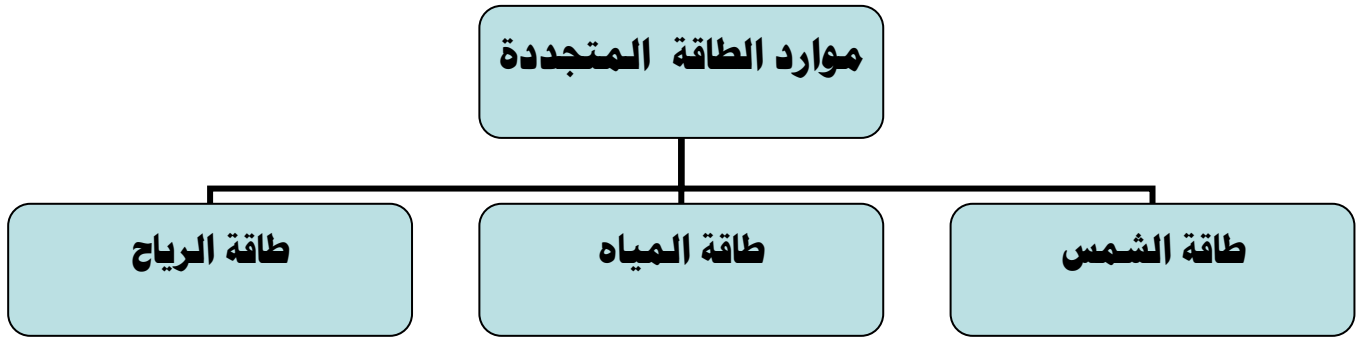 موارد الطاقة المتجددة
طاقة الشمس
طاقة المياه
طاقة الرياح